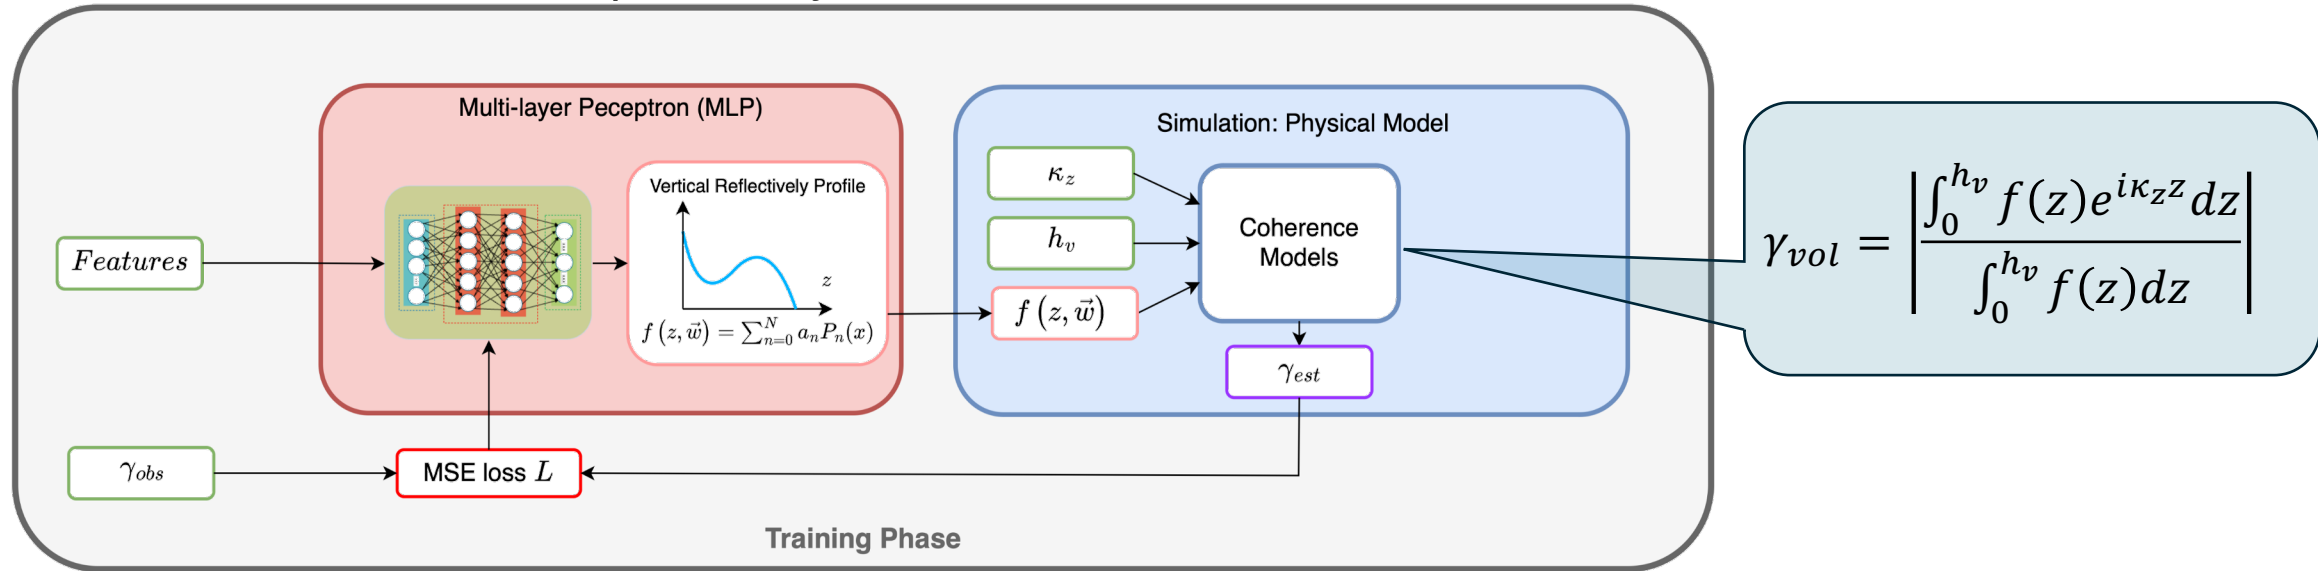 Multi-layer Peceptron (MLP)
Simulation: Physical Model
Vertical Reflectively Profile
z
f(z, w⃗) = ∑_{n=0}^{N} a_n P_n(x)
Features
κ_z
h_v
f(z, w⃗)
Coherence
Models
γ_est
γ_vol = | ∫_0^{h_v} f(z)e^{iκ_z z}dz / ∫_0^{h_v} f(z)dz |
γ_obs
MSE loss L
Training Phase